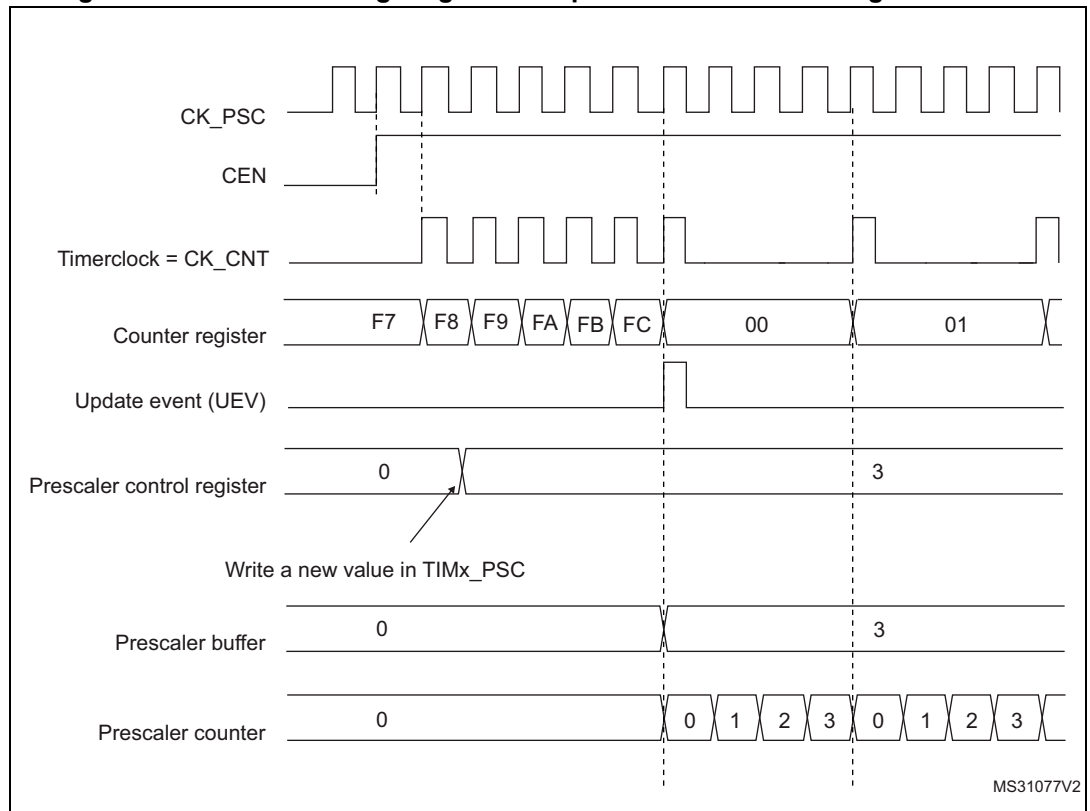 CK_PSC
CEN
Timerclock = CK_CNT
Counter register F7 F8 F9 FA FB FC 00 01
Update event (UEV)
Prescaler control register 0 3
Write a new value in TIMx_PSC
Prescaler buffer 0 3
Prescaler counter 0 0 1 2 3 0 1 2 3
MS31077V2